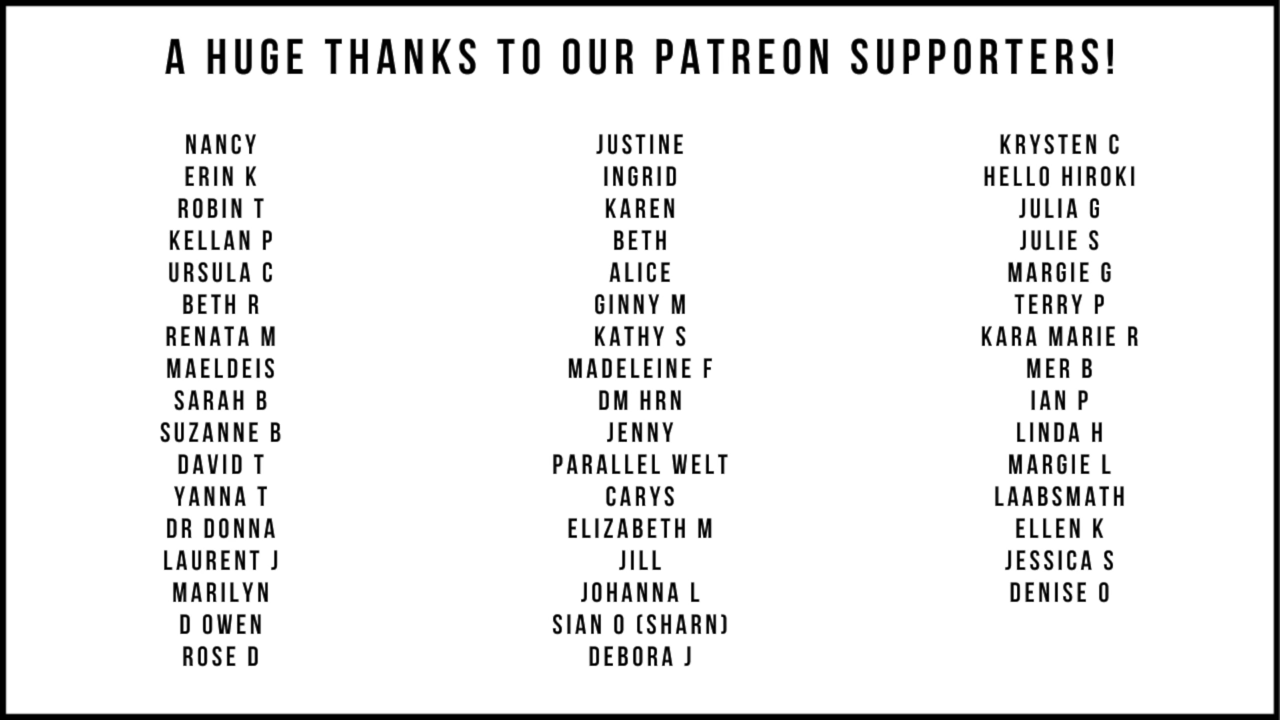 A HUGE THANKS TO OUR PATREON SUPPORTERS!
NANCY
ERIN K
ROBIN T
KELLAN P
URSULA C
BETH R
RENATA M
MAELDEIS
SARAH B
SUZANNE B
DAVID T
YANNA T
DR DONNA
LAURENT J
MARILYN
D OWEN
ROSE D
JUSTINE
INGRID
KAREN
BETH
ALICE
GINNY M
KATHY S
MADELEINE F
DM HRN
JENNY
PARALLEL WELT
CARYS
ELIZABETH M
JILL
JOHANNA L
SIAN O (SHARN)
DEBORA J
KRYSTEN C
HELLO HIROKI
JULIA G
JULIE S
MARGIE G
TERRY P
KARA MARIE R
MER B
IAN P
LINDA H
MARGIE L
LAABSMATH
ELLEN K
JESSICA S
DENISE O